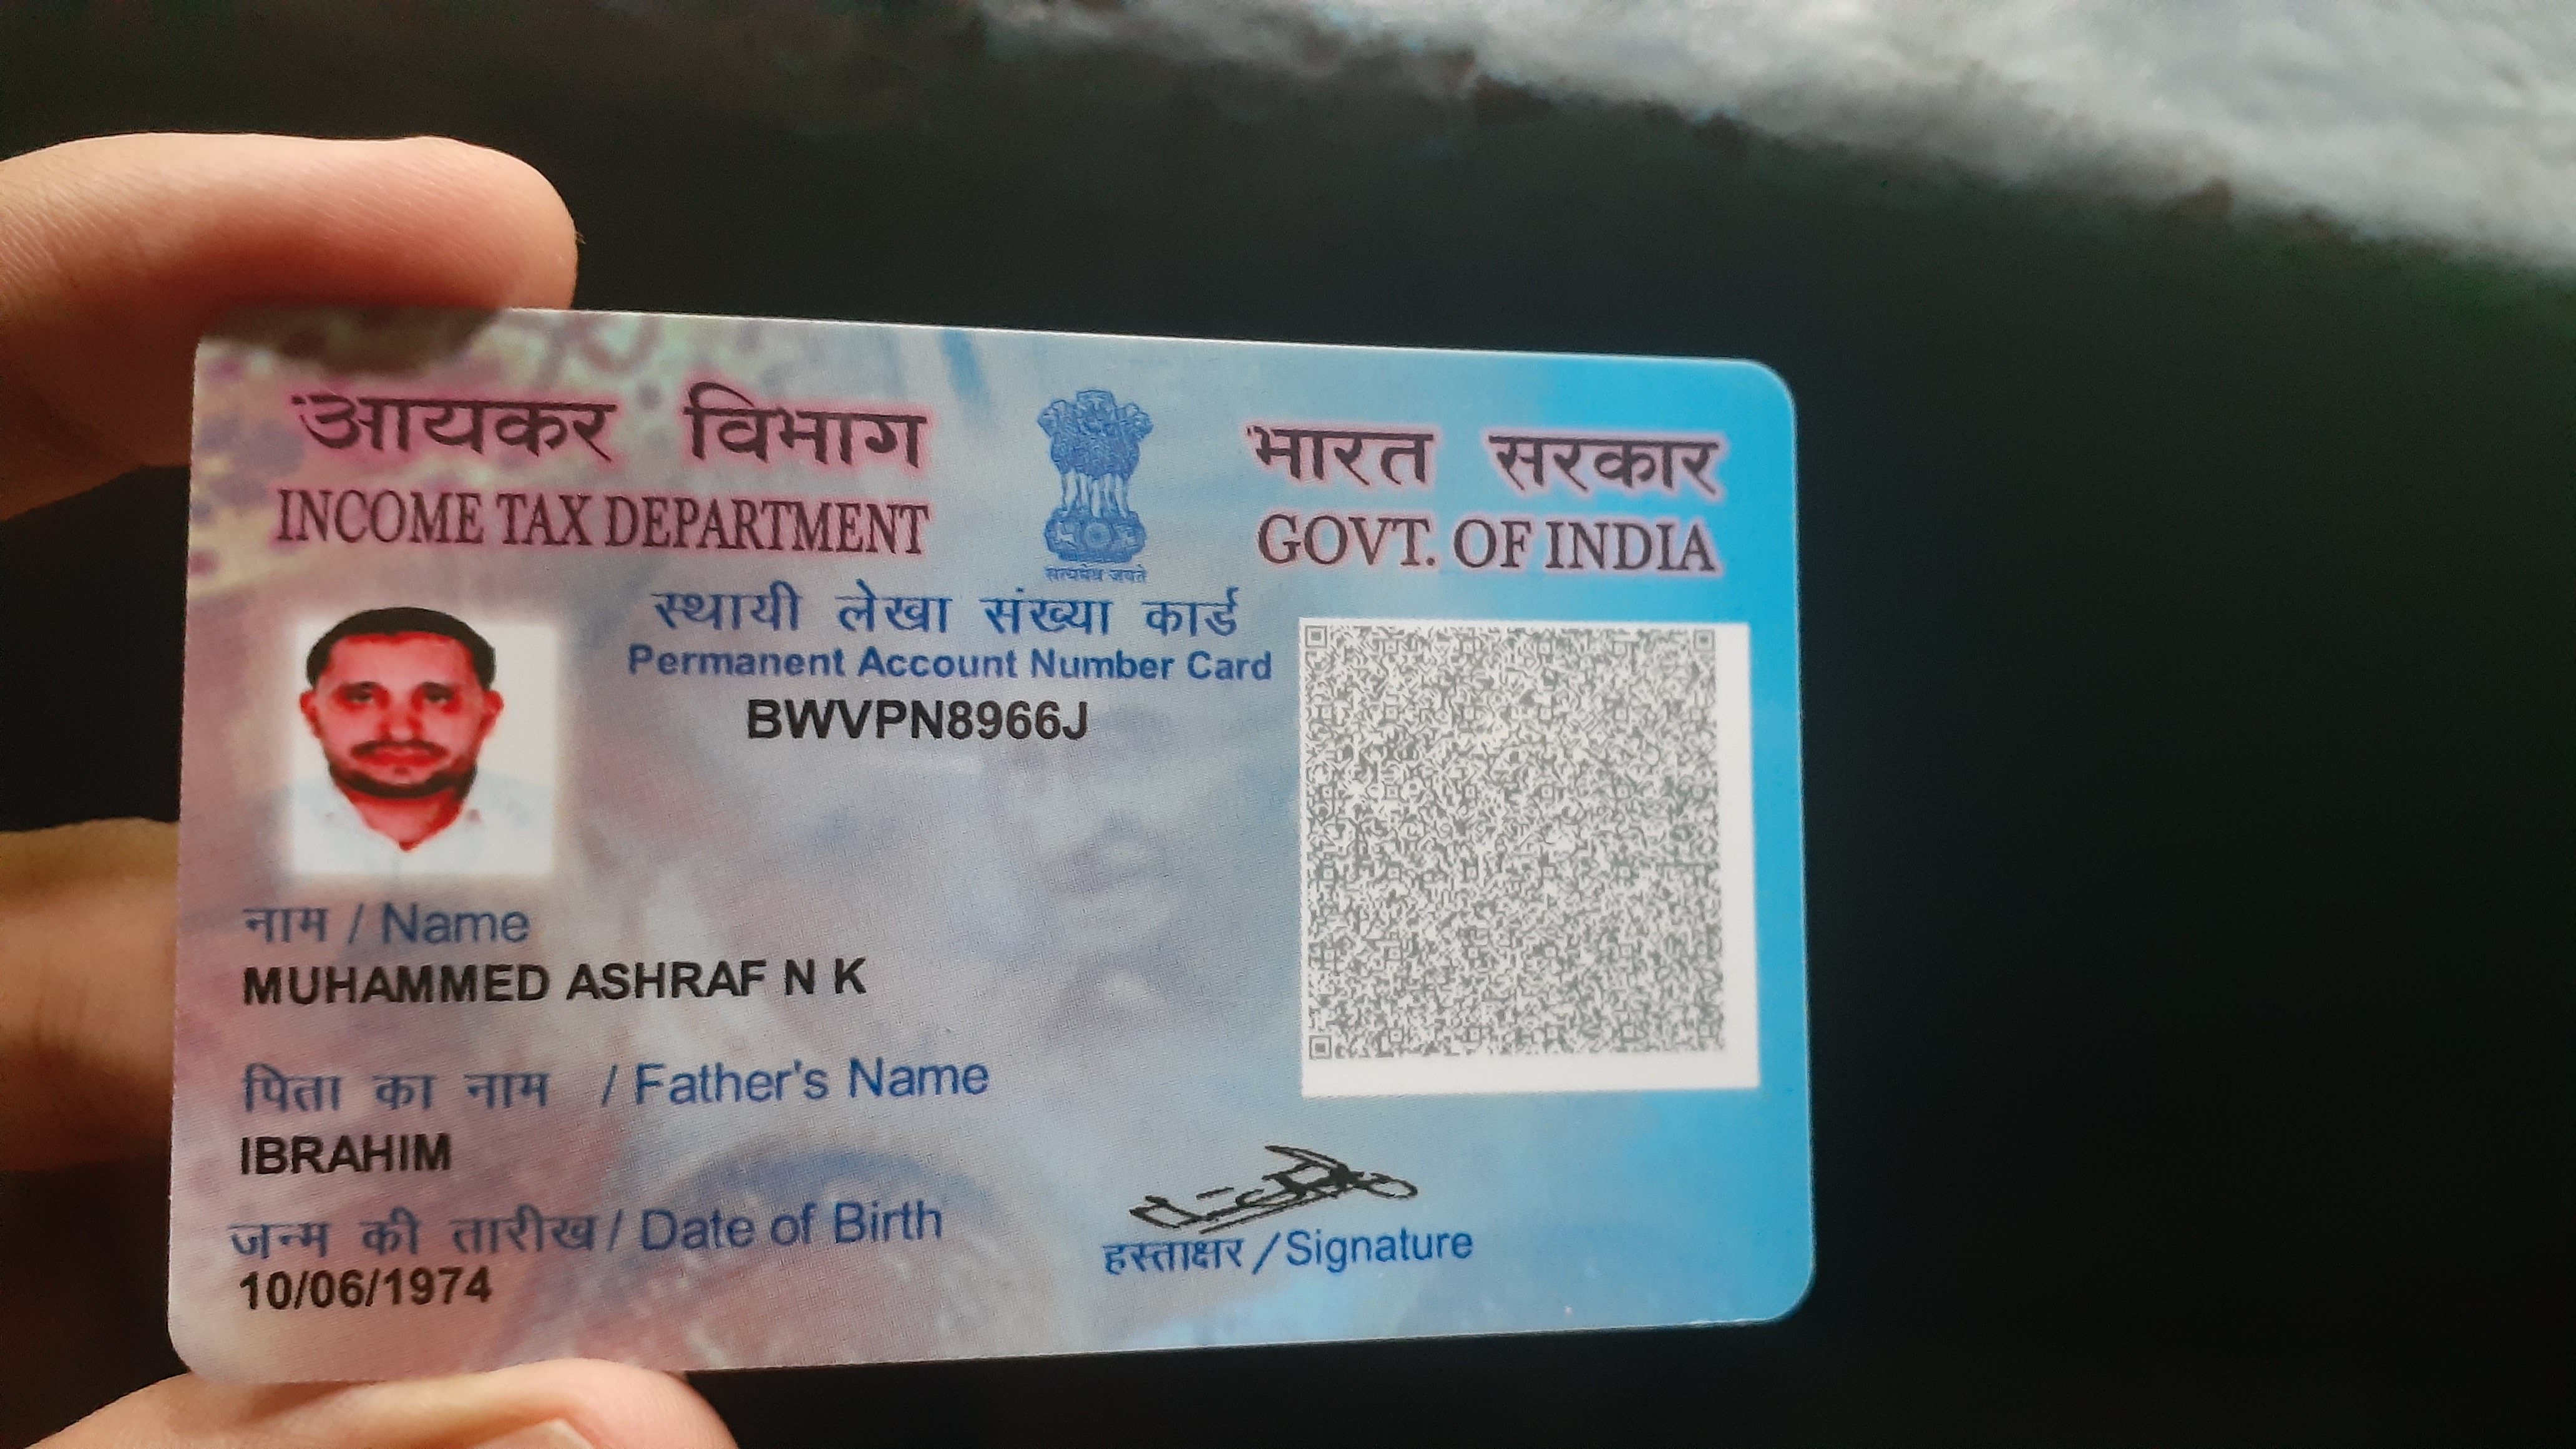 आयकर विभाग
INCOME TAX DEPARTMENT
सत्यमेव जयते
भारत सरकार
GOVT. OF INDIA
स्थायी लेखा संख्या कार्ड
Permanent Account Number Card
BWVPN8966J
नाम / Name
MUHAMMED ASHRAF N K
पिता का नाम / Father's Name
IBRAHIM
जन्म की तारीख / Date of Birth
10/06/1974
हस्ताक्षर / Signature